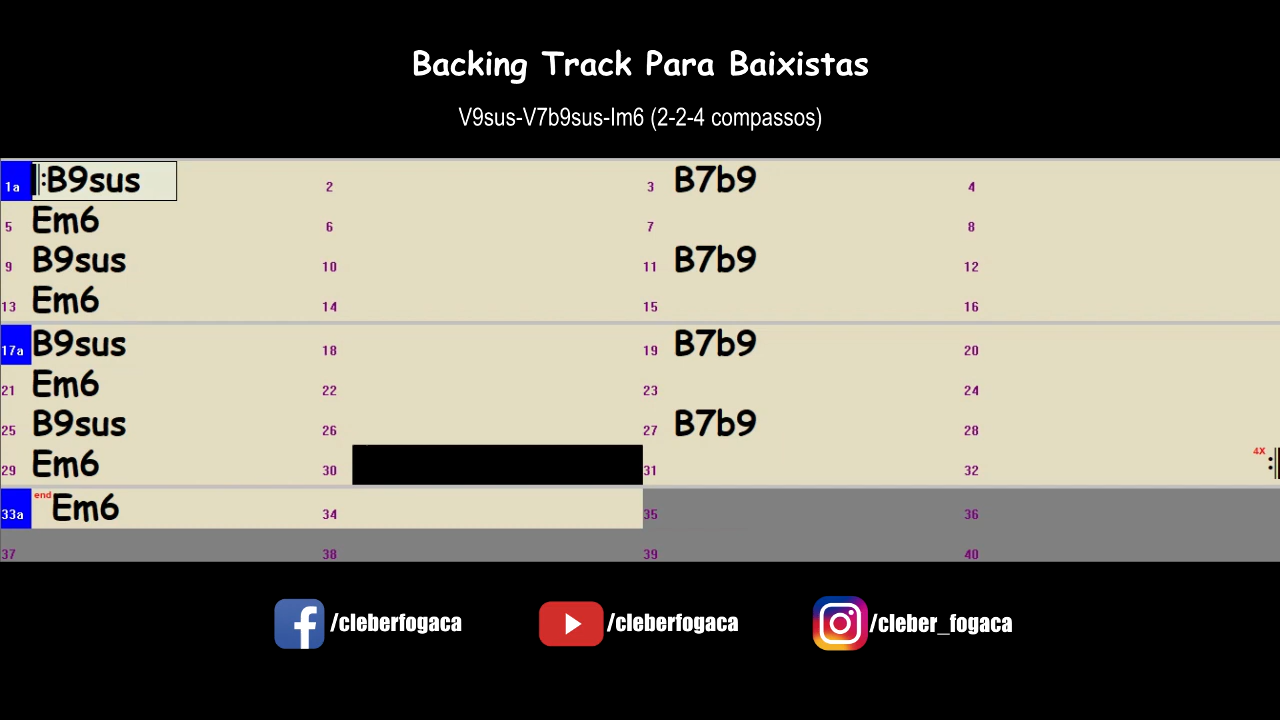 Backing Track Para Baixistas
V9sus-V7b9sus-Im6 (2-2-4 compassos)
1a B9sus 2 3 B7b9 4
5 Em6 6 7 8
9 B9sus 10 11 B7b9 12
13 Em6 14 15 16
17a B9sus 18 19 B7b9 20
21 Em6 22 23 24
25 B9sus 26 27 B7b9 28
29 Em6 30 31 32 4X
33a end Em6 34 35 36
37 38 39 40
/cleberfogaca /cleberfogaca /cleber_fogaca